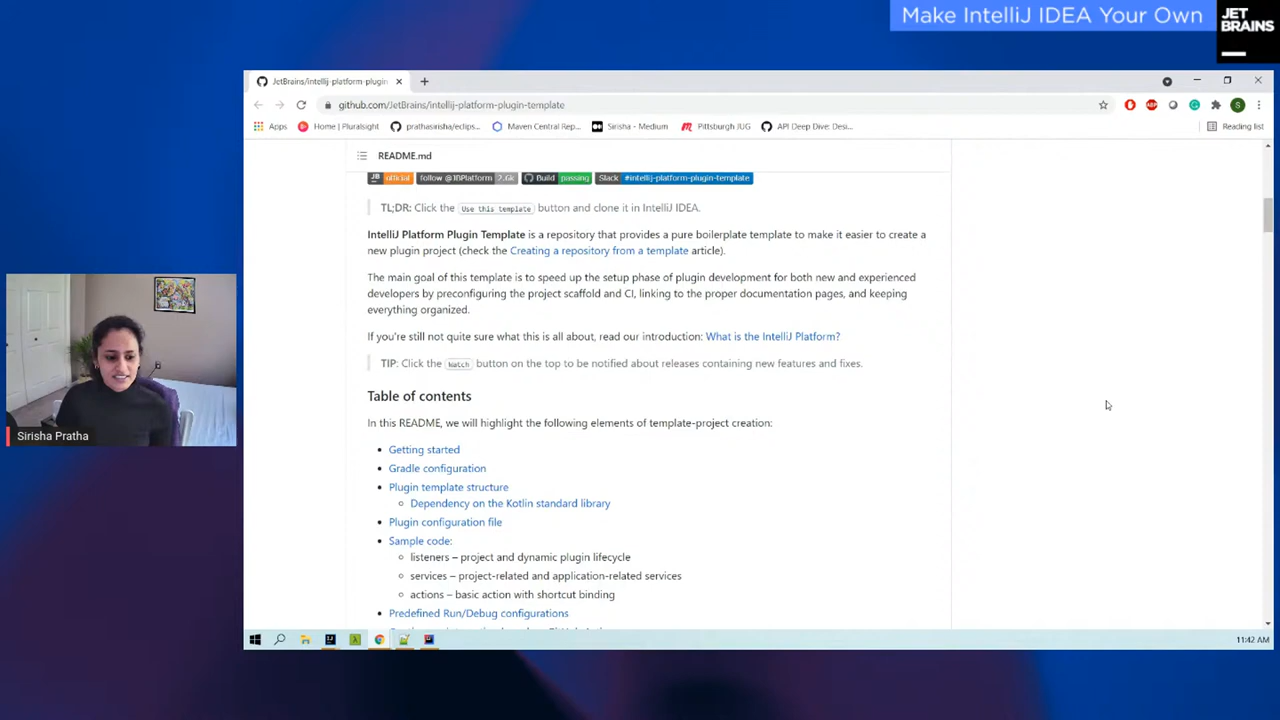 Make IntelliJ IDEA Your Own
JET
BRAINS
JetBrains/intellij-platform-plugin
github.com/JetBrains/intellij-platform-plugin-template
Apps
Home | Pluralsight
prathasirisha/eclips...
Maven Central Rep...
Sirisha - Medium
Pittsburgh JUG
API Deep Dive: Des...
Reading list
README.md
JB official
follow @JBPlatform 2.6k
Build passing
Slack #intellij-platform-plugin-template
TL;DR: Click the Use this template button and clone it in IntelliJ IDEA.
IntelliJ Platform Plugin Template is a repository that provides a pure boilerplate template to make it easier to create a
new plugin project (check the Creating a repository from a template article).
The main goal of this template is to speed up the setup phase of plugin development for both new and experienced
developers by preconfiguring the project scaffold and CI, linking to the proper documentation pages, and keeping
everything organized.
If you're still not quite sure what this is all about, read our introduction: What is the IntelliJ Platform?
TIP: Click the Watch button on the top to be notified about releases containing new features and fixes.
Table of contents
In this README, we will highlight the following elements of template-project creation:
Getting started
Gradle configuration
Plugin template structure
Dependency on the Kotlin standard library
Plugin configuration file
Sample code:
listeners – project and dynamic plugin lifecycle
services – project-related and application-related services
actions – basic action with shortcut binding
Predefined Run/Debug configurations
Sirisha Pratha
11:42 AM